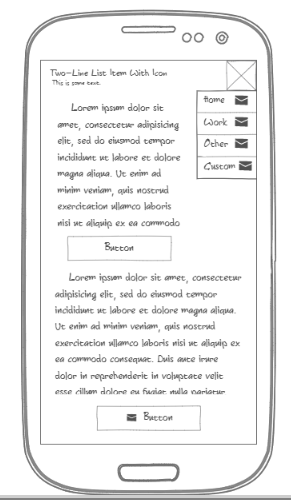 Two-Line List Item With Icon
This is some text.
Home
Work
Other
Custom
Lorem ipsum dolor sit
amet, consectetur adipisicing
elit, sed do eiusmod tempor
incididunt ut labore et dolore
magna aliqua. Ut enim ad
minim veniam, quis nostrud
exercitation ullamco laboris
nisi ut aliquip ex ea commodo
Button
Lorem ipsum dolor sit amet, consectetur
adipisicing elit, sed do eiusmod tempor
incididunt ut labore et dolore magna aliqua.
Ut enim ad minim veniam, quis nostrud
exercitation ullamco laboris nisi ut aliquip ex
ea commodo consequat. Duis aute irure
dolor in reprehenderit in voluptate velit
esse cillum dolore eu fugiat nulla pariatur
Button